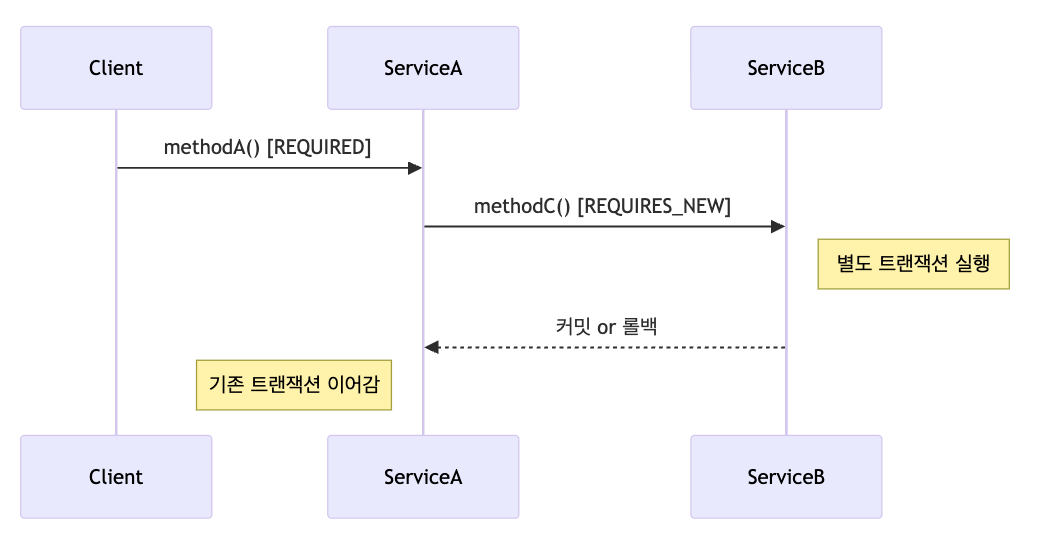 Client
ServiceA
ServiceB
methodA() [REQUIRED]
methodC() [REQUIRES_NEW]
별도 트랜잭션 실행
커밋 or 롤백
기존 트랜잭션 이어감
Client
ServiceA
ServiceB